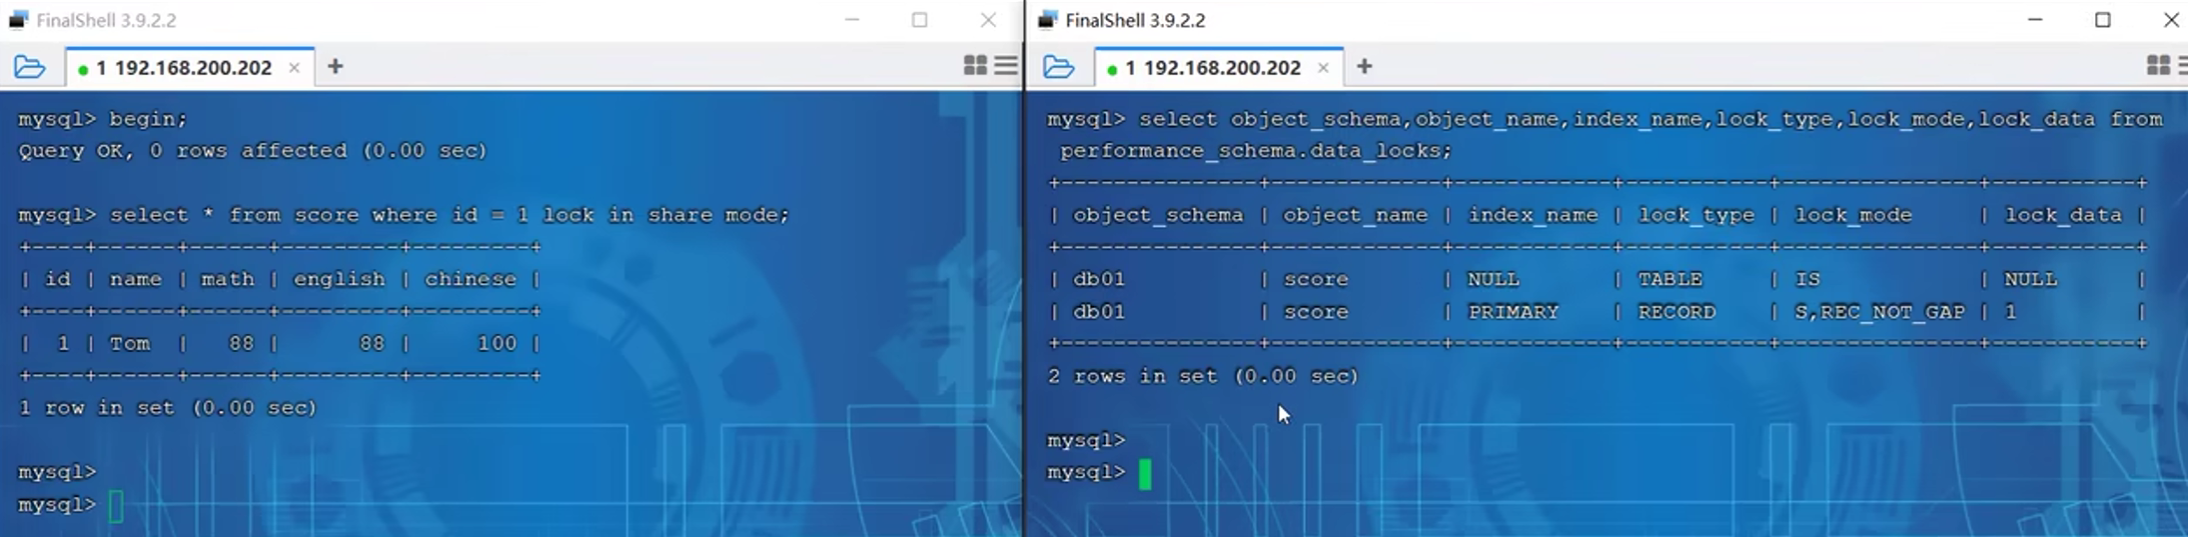 FinalShell 3.9.2.2
1 192.168.200.202
mysql> begin;
Query OK, 0 rows affected (0.00 sec)
mysql> select * from score where id = 1 lock in share mode;
+----+------+------+---------+---------+
| id | name | math | english | chinese |
+----+------+------+---------+---------+
| 1 | Tom | 88 | 88 | 100 |
+----+------+------+---------+---------+
1 row in set (0.00 sec)
mysql>
mysql>
FinalShell 3.9.2.2
1 192.168.200.202
mysql> select object_schema,object_name,index_name,lock_type,lock_mode,lock_data from
performance_schema.data_locks;
+---------------+-------------+------------+-----------+---------------+-----------+
| object_schema | object_name | index_name | lock_type | lock_mode | lock_data |
+---------------+-------------+------------+-----------+---------------+-----------+
| db01 | score | NULL | TABLE | IS | NULL |
| db01 | score | PRIMARY | RECORD | S,REC_NOT_GAP | 1 |
+---------------+-------------+------------+-----------+---------------+-----------+
2 rows in set (0.00 sec)
mysql>
mysql>